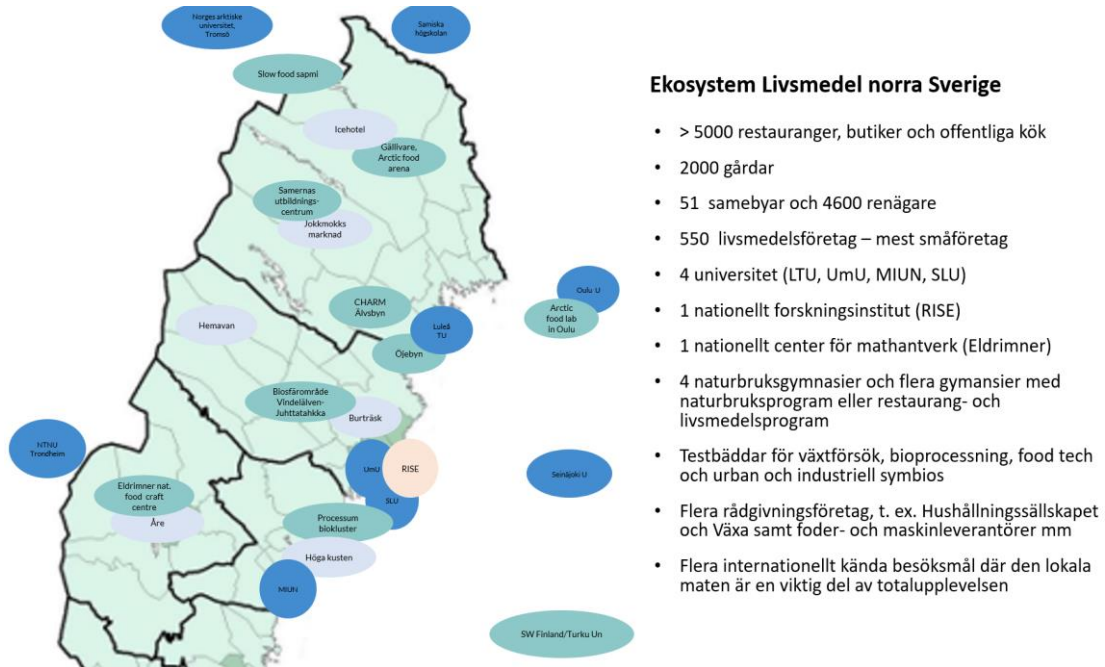 Norges arktiske
universitet,
Tromsö
Samiska
högskolan
Slow food sapmi
Icehotel
Gällivare,
Arctic food
arena
Samernas
utbildnings-
centrum
Jokkmokks
marknad
CHARM
Älvsbyn
Hemavan
Luleå
TU
Öjebyn
Oulu U
Arctic
food lab
in Oulu
Biosfärområde
Vindelälven-
Juhttatahkka
Burträsk
NTNU
Trondheim
UmU
RISE
SLU
Seinäjoki U
Eldrimner nat.
food craft
centre
Åre
Processum
biokluster
Höga kusten
MIUN
SW Finland/Turku Un
Ekosystem Livsmedel norra Sverige
• > 5000 restauranger, butiker och offentliga kök
• 2000 gårdar
• 51 samebyar och 4600 renägare
• 550 livsmedelsföretag – mest småföretag
• 4 universitet (LTU, UmU, MIUN, SLU)
• 1 nationellt forskningsinstitut (RISE)
• 1 nationellt center för mathantverk (Eldrimner)
• 4 naturbruksgymnasier och flera gymansier med
naturbruksprogram eller restaurang- och
livsmedelsprogram
• Testbäddar för växtförsök, bioprocessning, food tech
och urban och industriell symbios
• Flera rådgivningsföretag, t. ex. Hushållningssällskapet
och Växa samt foder- och maskinleverantörer mm
• Flera internationellt kända besöksmål där den lokala
maten är en viktig del av totalupplevelsen